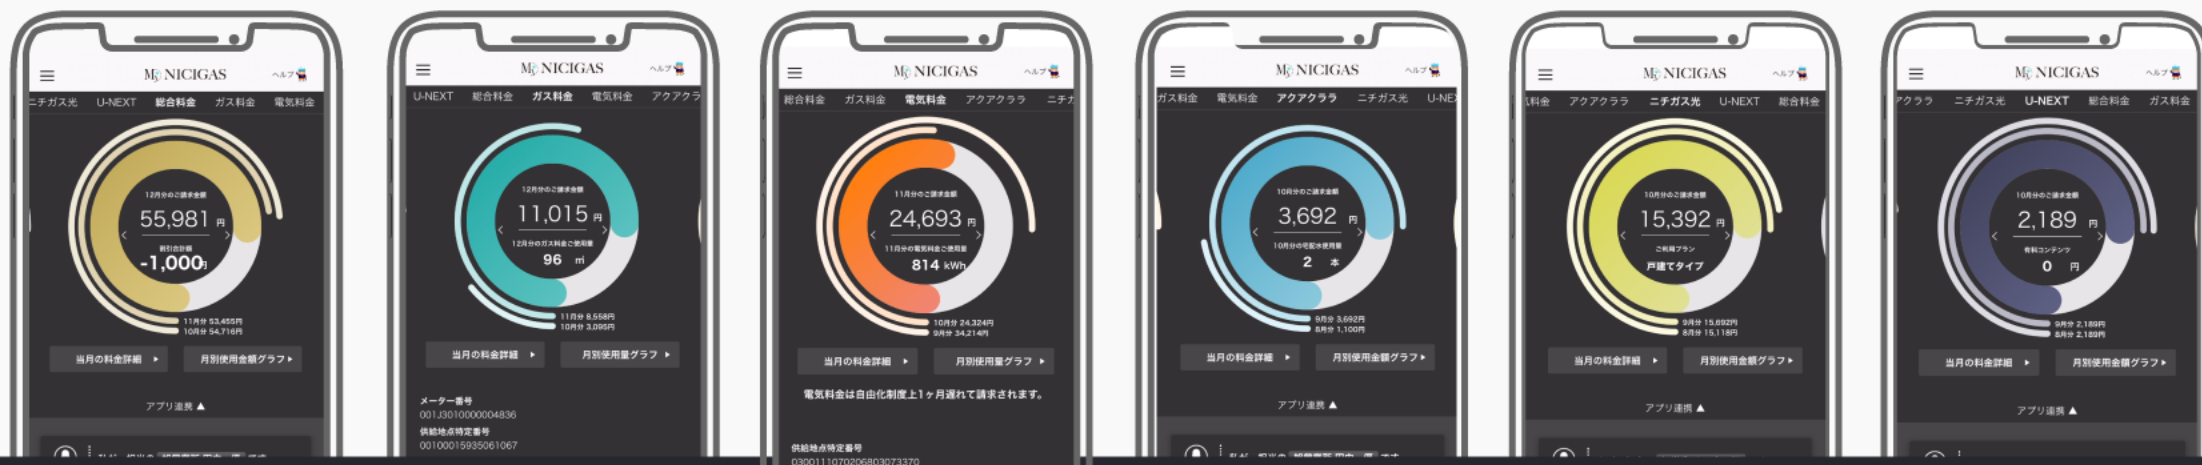 My NICIGAS
ヘルプ
ニチガス光 U-NEXT 総合料金 ガス料金 電気料金
12月分のご請求金額
55,981 円
割引合計額
-1,000円
11月分 53,455円
10月分 54,716円
当月の料金詳細
月別使用金額グラフ
アプリ連携 ▲
My NICIGAS
ヘルプ
U-NEXT 総合料金 ガス料金 電気料金 アクアクラ
12月分のご請求金額
11,015 円
12月分のガス料金ご使用量
96 ㎥
11月分 8,558円
10月分 3,095円
当月の料金詳細
月別使用量グラフ
メーター番号
001J3010000004836
供給地点特定番号
00100015935061067
My NICIGAS
ヘルプ
総合料金 ガス料金 電気料金 アクアクララ ニチガ
11月分のご請求金額
24,693 円
11月分の電気料金ご使用量
814 kWh
10月分 24,324円
9月分 34,214円
当月の料金詳細
月別使用量グラフ
電気料金は自由化制度上1ヶ月遅れて請求されます。
供給地点特定番号
0300111070206803073370
My NICIGAS
ヘルプ
ガス料金 電気料金 アクアクララ ニチガス光 U-NEX
10月分のご請求金額
3,692 円
10月分の宅配水使用量
2 本
9月分 3,692円
8月分 1,100円
当月の料金詳細
月別使用金額グラフ
アプリ連携 ▲
My NICIGAS
ヘルプ
料金 アクアクララ ニチガス光 U-NEXT 総合料金
10月分のご請求金額
15,392 円
ご利用プラン
戸建てタイプ
9月分 15,692円
8月分 15,118円
当月の料金詳細
月別使用金額グラフ
アプリ連携 ▲
My NICIGAS
ヘルプ
アクララ ニチガス光 U-NEXT 総合料金 ガス料金
10月分のご請求金額
2,189 円
有料コンテンツ
0 円
9月分 2,189円
8月分 2,189円
当月の料金詳細
月別使用金額グラフ
アプリ連携 ▲